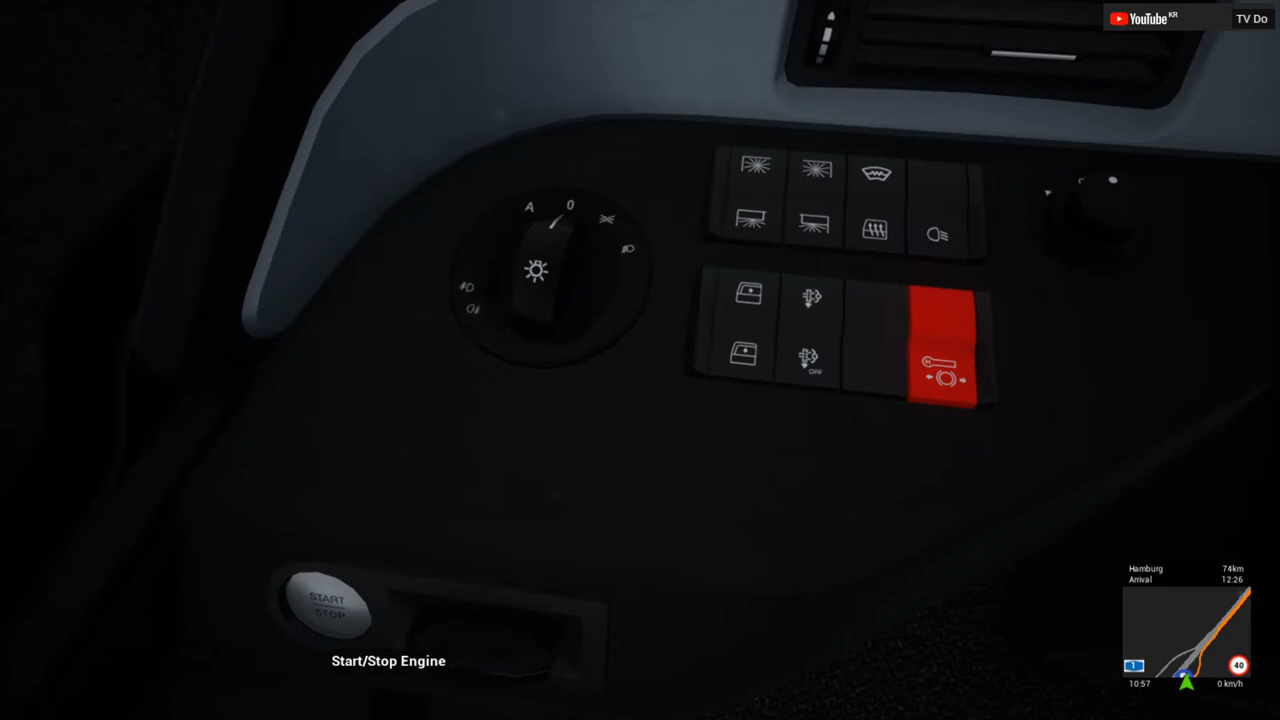 YouTube KR
TV Do
A
0
OFF
H
START
STOP
Start/Stop Engine
Hamburg 74km
Arrival 12:26
1
40
10:57 0 km/h